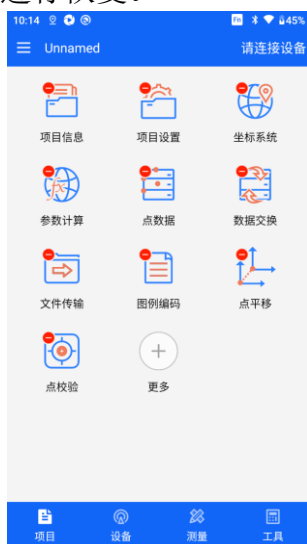 10:14 Fn 45%
Unnamed 请连接设备
项目信息 项目设置 坐标系统
参数计算 点数据 数据交换
文件传输 图例编码 点平移
点校验 更多
项目 设备 测量 工具